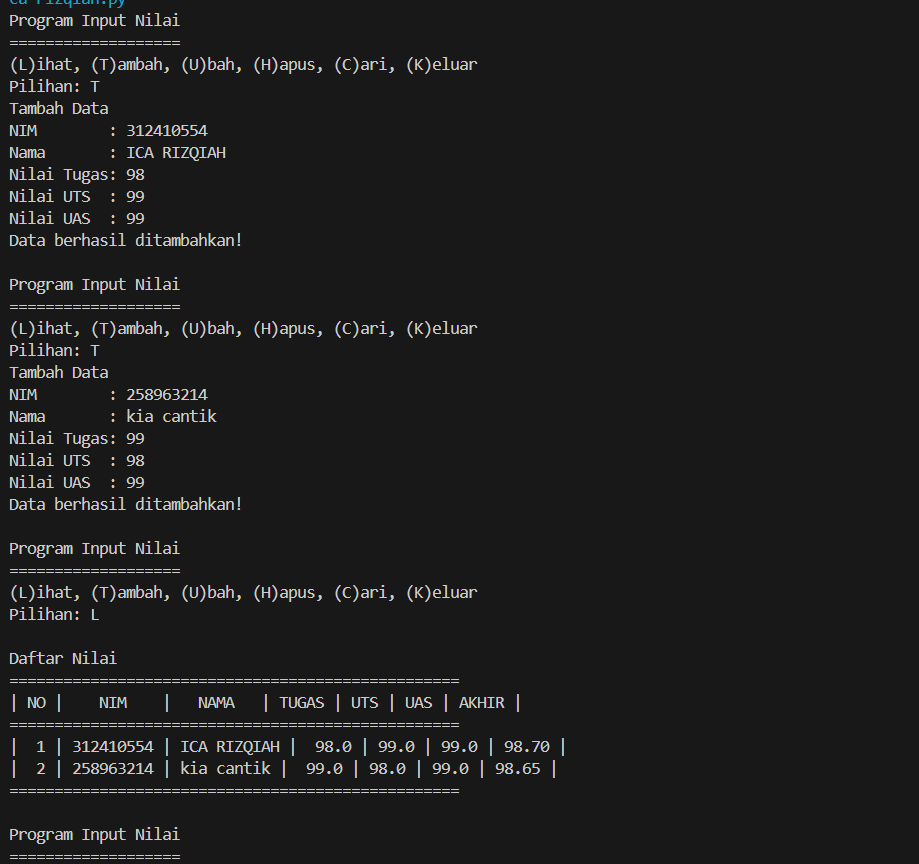 ca rizqiah.py
Program Input Nilai
===================
(L)ihat, (T)ambah, (U)bah, (H)apus, (C)ari, (K)eluar
Pilihan: T
Tambah Data
NIM        : 312410554
Nama       : ICA RIZQIAH
Nilai Tugas: 98
Nilai UTS  : 99
Nilai UAS  : 99
Data berhasil ditambahkan!

Program Input Nilai
===================
(L)ihat, (T)ambah, (U)bah, (H)apus, (C)ari, (K)eluar
Pilihan: T
Tambah Data
NIM        : 258963214
Nama       : kia cantik
Nilai Tugas: 99
Nilai UTS  : 98
Nilai UAS  : 99
Data berhasil ditambahkan!

Program Input Nilai
===================
(L)ihat, (T)ambah, (U)bah, (H)apus, (C)ari, (K)eluar
Pilihan: L

Daftar Nilai
==================================================
| NO |    NIM    |   NAMA   | TUGAS | UTS | UAS | AKHIR |
==================================================
|  1 | 312410554 | ICA RIZQIAH |  98.0 | 99.0 | 99.0 | 98.70 |
|  2 | 258963214 | kia cantik |  99.0 | 98.0 | 99.0 | 98.65 |
==================================================

Program Input Nilai
===================